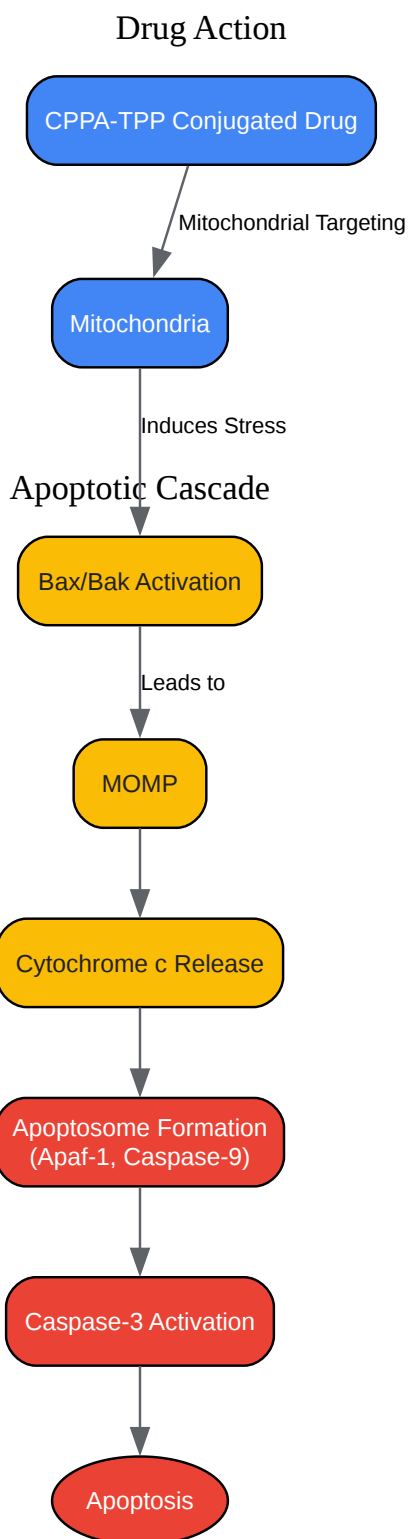 Drug Action
CPPA-TPP Conjugated Drug
Mitochondrial Targeting
Mitochondria
Induces Stress
Apoptotic Cascade
Bax/Bak Activation
Leads to
MOMP
Cytochrome c Release
Apoptosome Formation
(Apaf-1, Caspase-9)
Caspase-3 Activation
Apoptosis